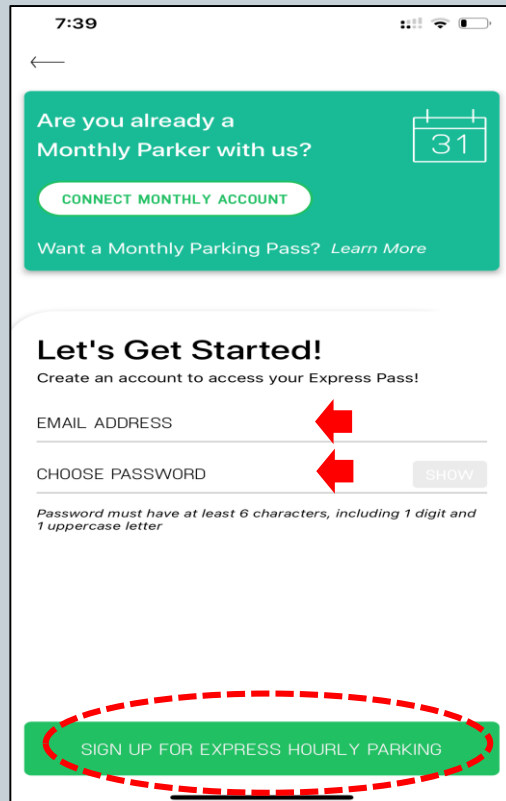 7:39
Are you already a
Monthly Parker with us?
31
CONNECT MONTHLY ACCOUNT
Want a Monthly Parking Pass? Learn More
Let's Get Started!
Create an account to access your Express Pass!
EMAIL ADDRESS
CHOOSE PASSWORD
SHOW
Password must have at least 6 characters, including 1 digit and
1 uppercase letter
SIGN UP FOR EXPRESS HOURLY PARKING